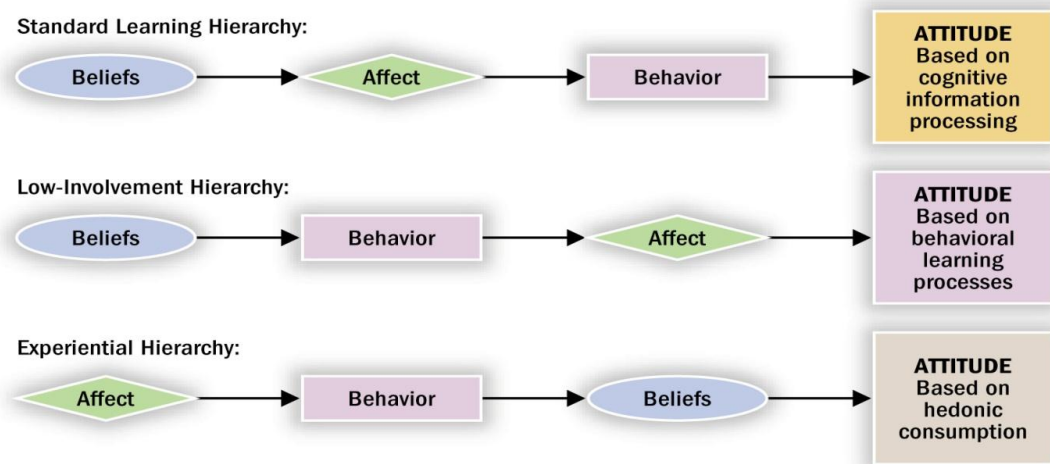 Standard Learning Hierarchy:
Beliefs
Affect
Behavior
ATTITUDE
Based on
cognitive
information
processing
Low-Involvement Hierarchy:
Beliefs
Behavior
Affect
ATTITUDE
Based on
behavioral
learning
processes
Experiential Hierarchy:
Affect
Behavior
Beliefs
ATTITUDE
Based on
hedonic
consumption